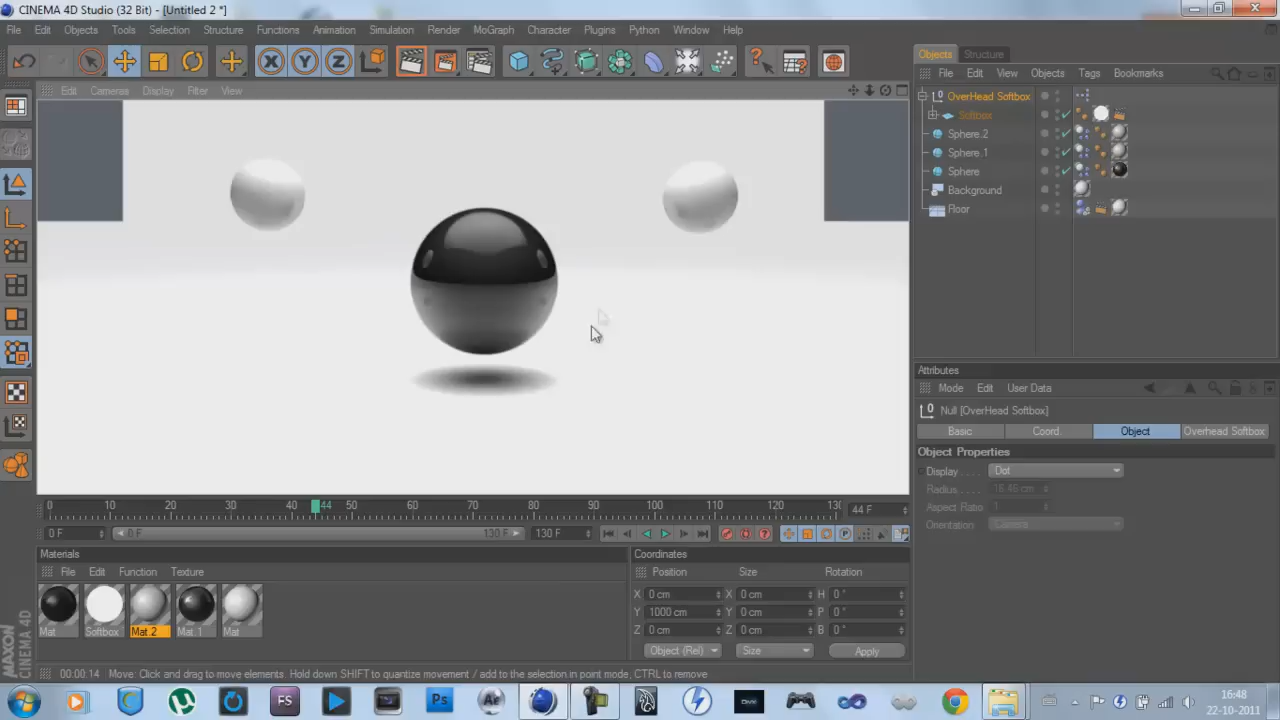 CINEMA 4D Studio (32 Bit) - [Untitled 2 *]
File Edit Objects Tools Selection Structure Functions Animation Simulation Render MoGraph Character Plugins Python Window Help
Objects Structure
File Edit View Objects Tags Bookmarks
Edit Cameras Display Filter View
OverHead Softbox
Softbox
Sphere.2
Sphere.1
Sphere
Background
Floor
Attributes
Mode Edit User Data
Null [OverHead Softbox]
Basic Coord. Object Overhead Softbox
Object Properties
Display . . . . Dot
Radius . . . . 16.45 cm
Aspect Ratio 1
Orientation . Camera
0 10 20 30 40 44 50 60 70 80 90 100 110 120 130 44 F
0 F 0 F 130 F 130 F
Materials
File Edit Function Texture
Mat Softbox Mat.2 Mat.1 Mat
Coordinates
Position Size Rotation
X 0 cm X 0 cm H 0 °
Y 1000 cm Y 0 cm P 0 °
Z 0 cm Z 0 cm B 0 °
Object (Rel) Size Apply
MAXON
CINEMA 4D
00:00:14 Move: Click and drag to move elements. Hold down SHIFT to quantize movement / add to the selection in point mode, CTRL to remove
FS Ps Ae DivX
16:48
22-10-2011